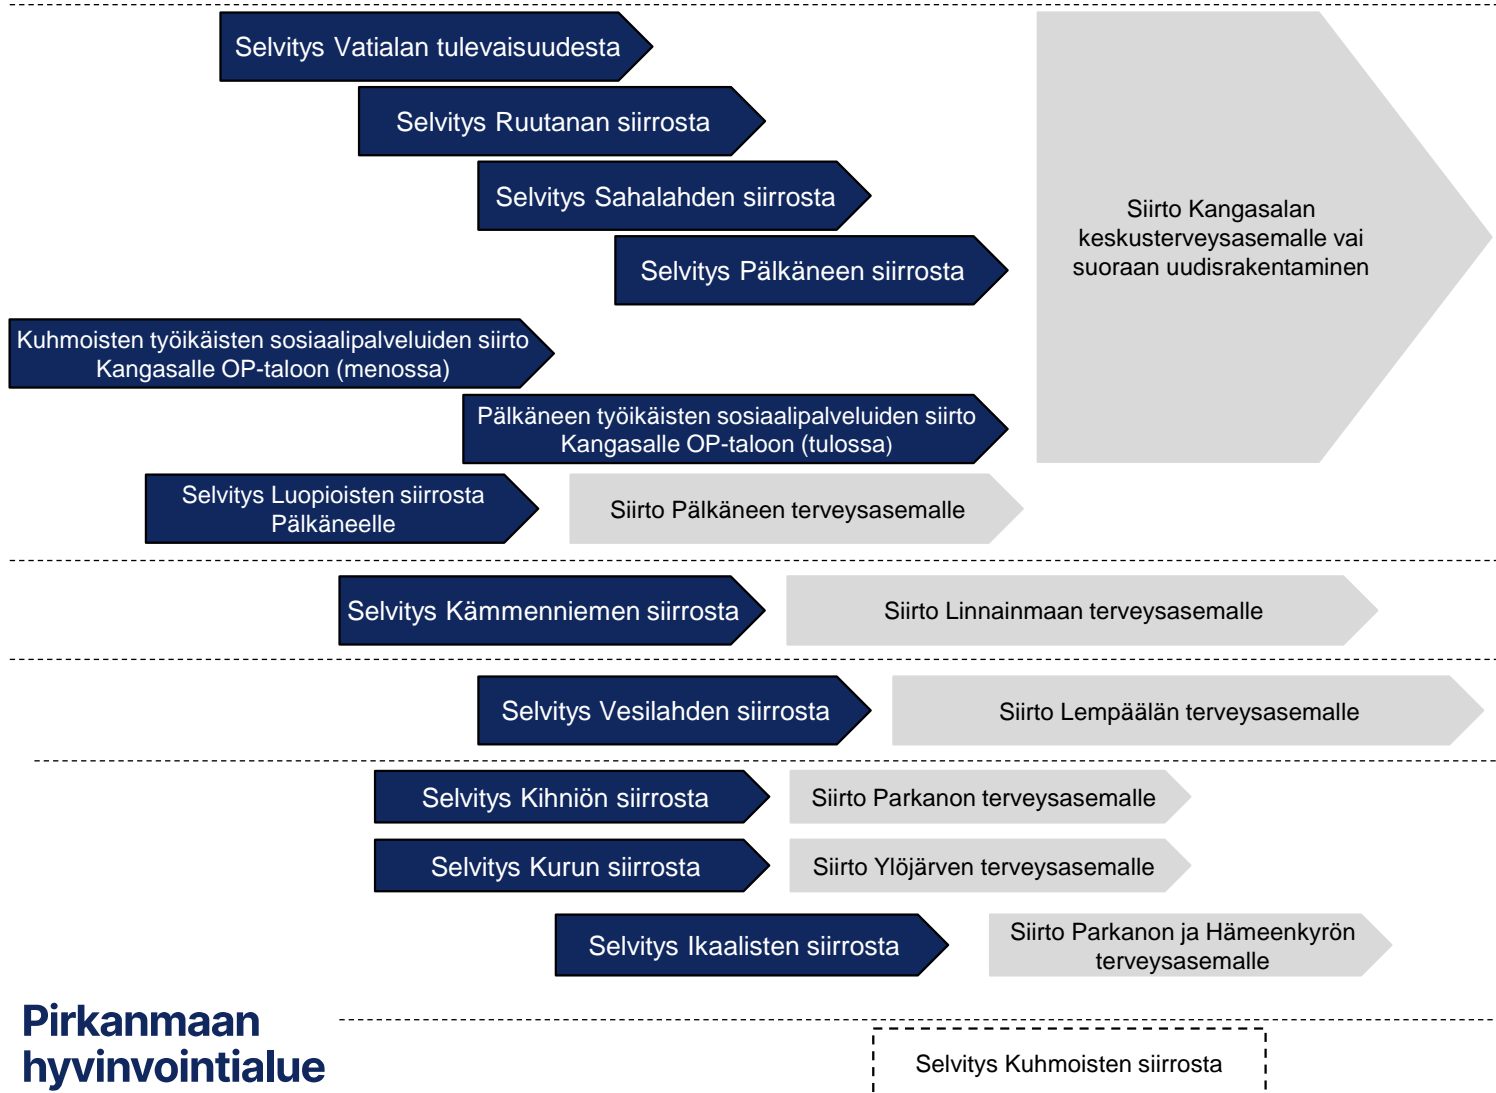 Selvitys Vatialan tulevaisuudesta
Selvitys Ruutanan siirrosta
Selvitys Sahalahden siirrosta
Selvitys Pälkäneen siirrosta
Siirto Kangasalan
keskusterveysasemalle vai
suoraan uudisrakentaminen
Kuhmoisten työikäisten sosiaalipalveluiden siirto
Kangasalle OP-taloon (menossa)
Pälkäneen työikäisten sosiaalipalveluiden siirto
Kangasalle OP-taloon (tulossa)
Selvitys Luopioisten siirrosta
Pälkäneelle
Siirto Pälkäneen terveysasemalle
Selvitys Kämmenniemen siirrosta
Siirto Linnainmaan terveysasemalle
Selvitys Vesilahden siirrosta
Siirto Lempäälän terveysasemalle
Selvitys Kihniön siirrosta
Siirto Parkanon terveysasemalle
Selvitys Kurun siirrosta
Siirto Ylöjärven terveysasemalle
Selvitys Ikaalisten siirrosta
Siirto Parkanon ja Hämeenkyrön
terveysasemalle
Pirkanmaan
hyvinvointialue
Selvitys Kuhmoisten siirrosta